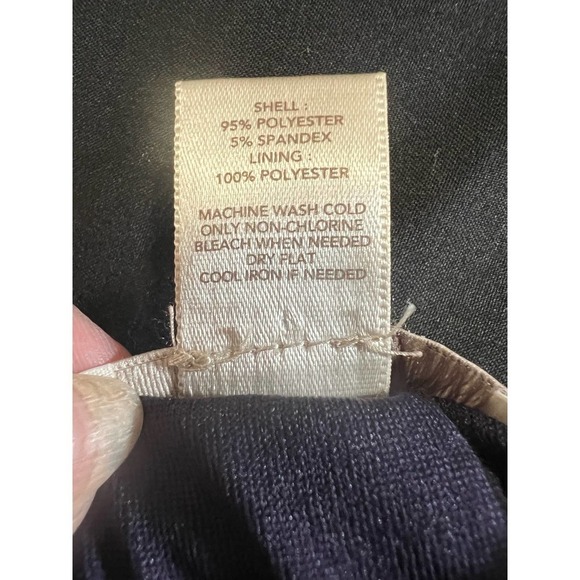 SHELL :
95% POLYESTER
5% SPANDEX
LINING :
100% POLYESTER
MACHINE WASH COLD
ONLY NON-CHLORINE
BLEACH WHEN NEEDED
DRY FLAT
COOL IRON IF NEEDED